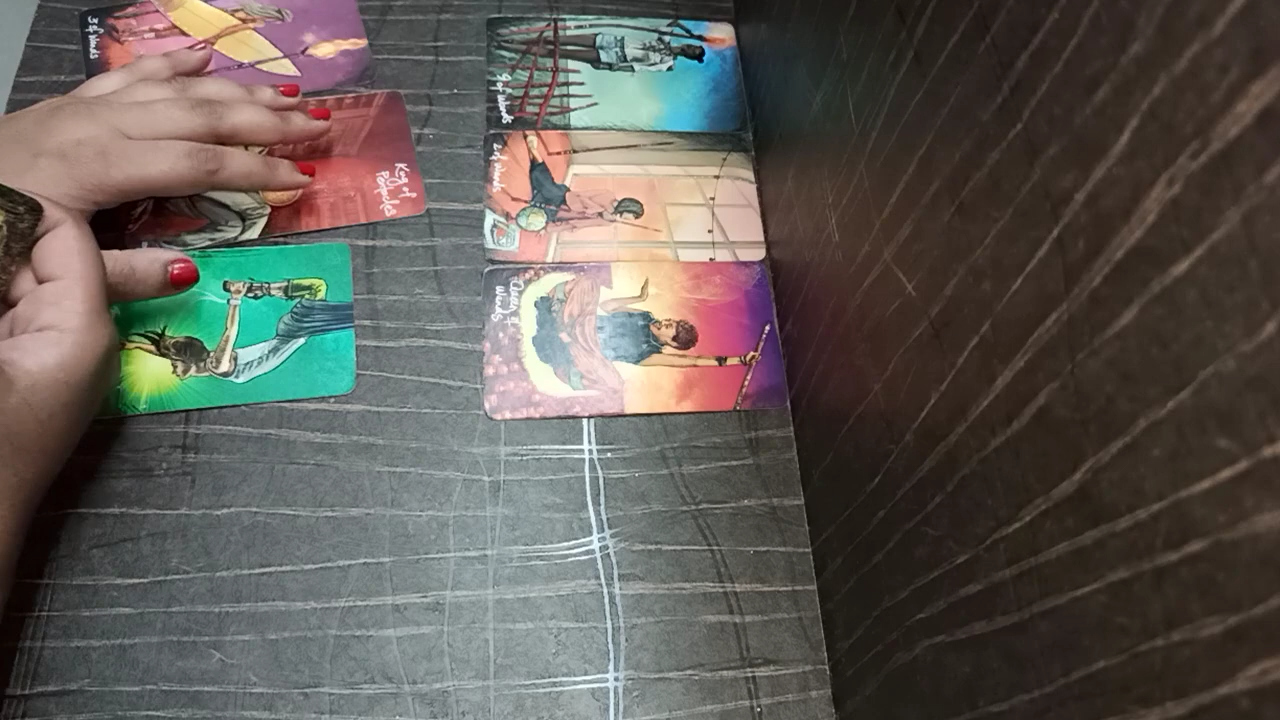 3 of Wands
King of
Pentacles
9 of Wands
2 of Wands
Queen of
Wands